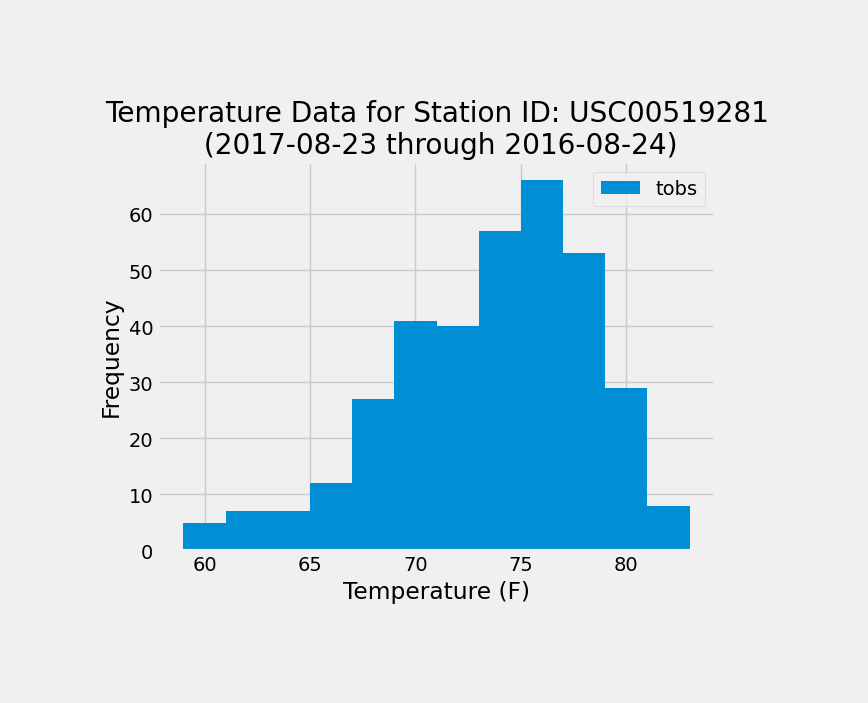 Temperature Data for Station ID: USC00519281
(2017-08-23 through 2016-08-24)
tobs
60
50
40
30
20
10
0
Frequency
60 65 70 75 80
Temperature (F)